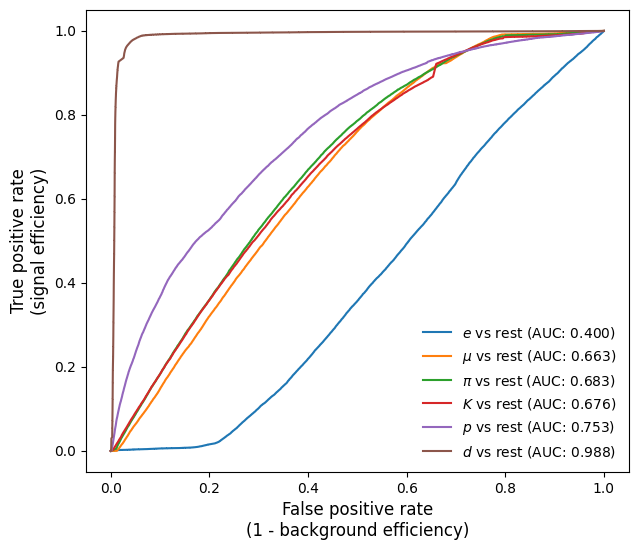 True positive rate
(signal efficiency)
1.0
0.8
0.6
0.4
0.2
0.0
e vs rest (AUC: 0.400)
μ vs rest (AUC: 0.663)
π vs rest (AUC: 0.683)
K vs rest (AUC: 0.676)
p vs rest (AUC: 0.753)
d vs rest (AUC: 0.988)
0.0 0.2 0.4 0.6 0.8 1.0
False positive rate
(1 - background efficiency)